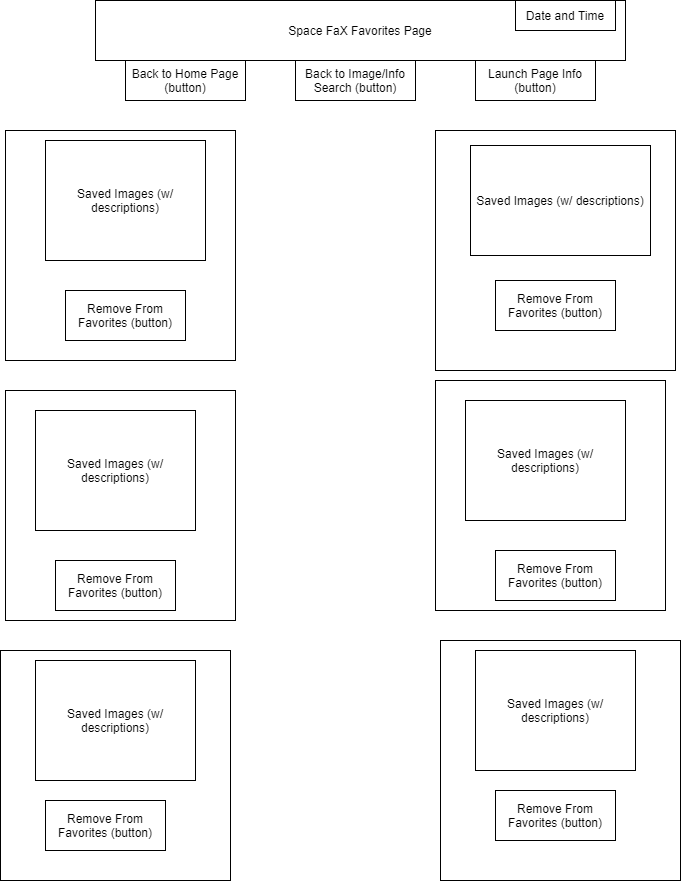 Date and Time
Space FaX Favorites Page
Back to Home Page
(button)
Back to Image/Info
Search (button)
Launch Page Info
(button)
Saved Images (w/
descriptions)
Saved Images (w/ descriptions)
Remove From
Favorites (button)
Remove From
Favorites (button)
Saved Images (w/
descriptions)
Saved Images (w/
descriptions)
Remove From
Favorites (button)
Remove From
Favorites (button)
Saved Images (w/
descriptions)
Saved Images (w/
descriptions)
Remove From
Favorites (button)
Remove From
Favorites (button)